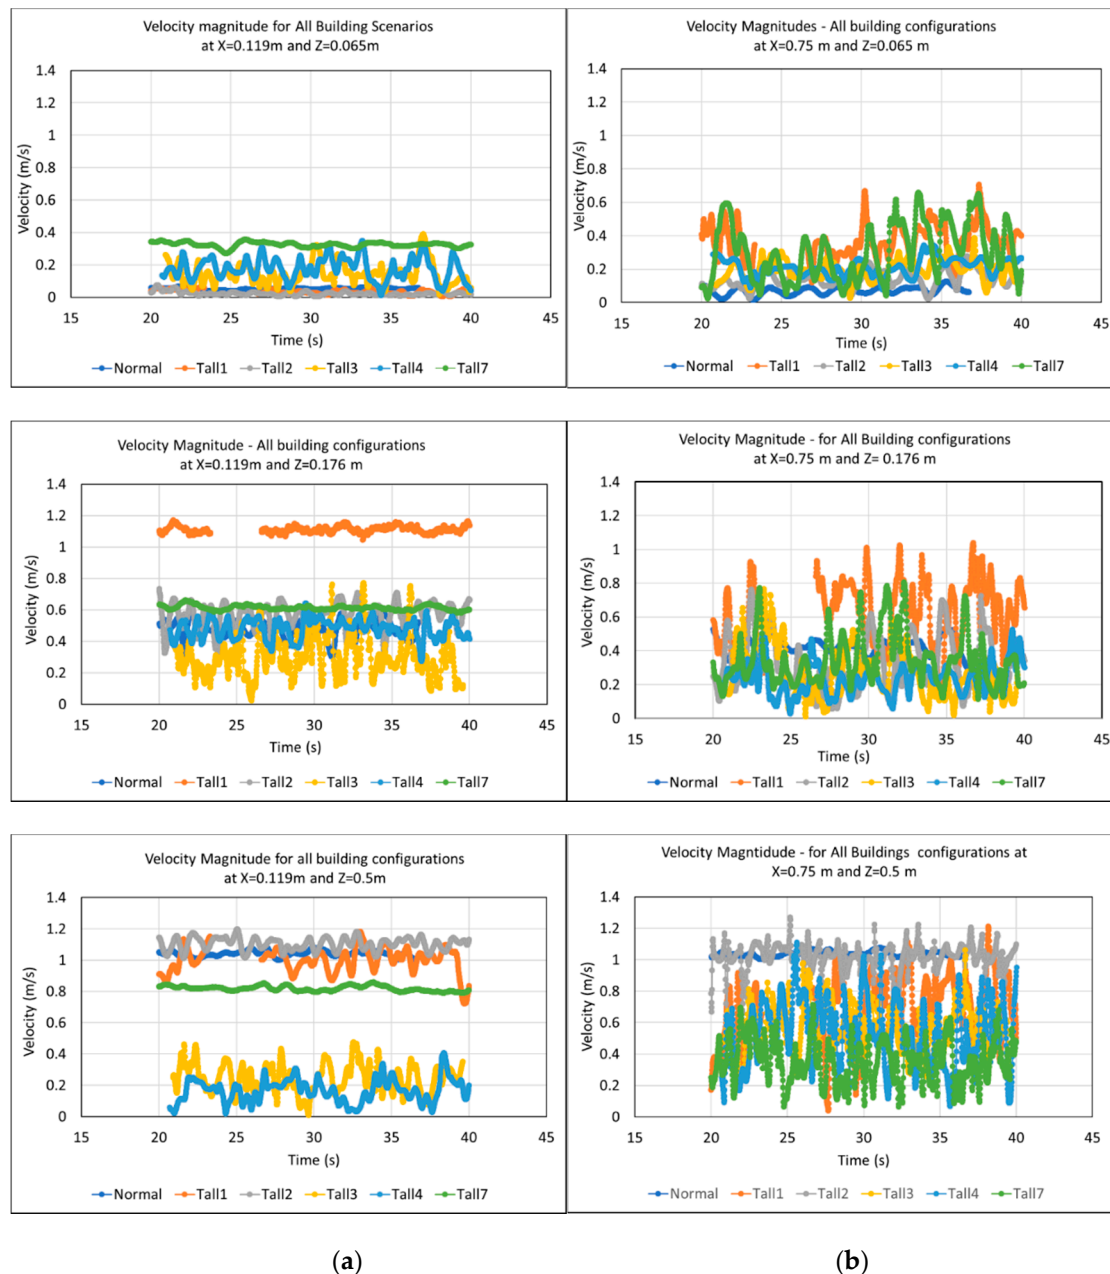 Velocity magnitude for All Building Scenarios
at X=0.119m and Z=0.065m
1.4
1.2
1
0.8
0.6
0.4
0.2
0
Velocity (m/s)
15 20 25 30 35 40 45
Time (s)
Normal Tall1 Tall2 Tall3 Tall4 Tall7
Velocity Magnitudes - All building configurations
at X=0.75 m and Z=0.065 m
1.4
1.2
1
0.8
0.6
0.4
0.2
0
Velocity (m/s)
15 20 25 30 35 40 45
Time (s)
Normal Tall1 Tall2 Tall3 Tall4 Tall7
Velocity Magnitude - All building configurations
at X=0.119m and Z=0.176 m
1.4
1.2
1
0.8
0.6
0.4
0.2
0
Velocity (m/s)
15 20 25 30 35 40 45
Time (s)
Normal Tall1 Tall2 Tall3 Tall4 Tall7
Velocity Magnitude - for All Building configurations
at X=0.75 m and Z= 0.176 m
1.4
1.2
1
0.8
0.6
0.4
0.2
0
Velocity (m/s)
15 20 25 30 35 40 45
Time (s)
Normal Tall1 Tall2 Tall3 Tall4 Tall7
Velocity Magnitude for all building configurations
at X=0.119m and Z=0.5m
1.4
1.2
1
0.8
0.6
0.4
0.2
0
Velocity (m/s)
15 20 25 30 35 40 45
Time (s)
Normal Tall1 Tall2 Tall3 Tall4 Tall7
Velocity Magntidude - for All Buildings configurations at
X=0.75 m and Z=0.5 m
1.4
1.2
1
0.8
0.6
0.4
0.2
0
Velocity (m/s)
15 20 25 30 35 40 45
Time (s)
Normal Tall1 Tall2 Tall3 Tall4 Tall7
(a) (b)